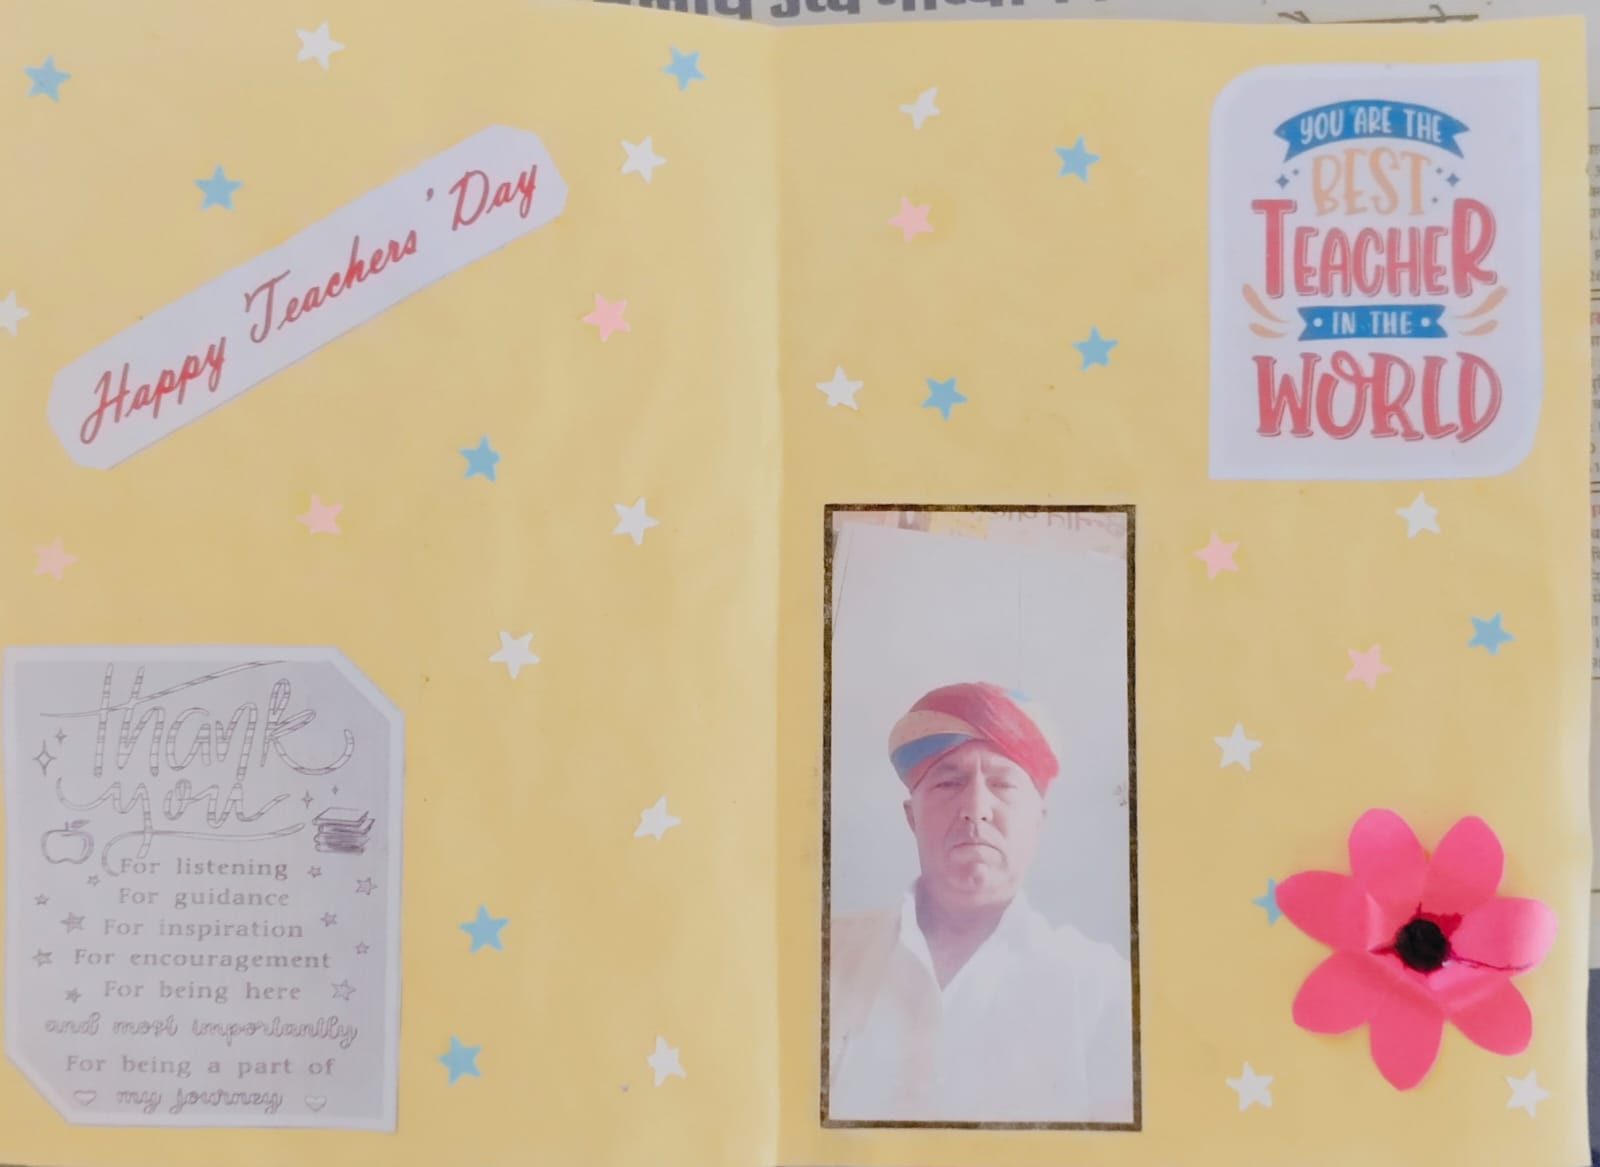 Happy Teachers' Day
thank
you
For listening
For guidance
For inspiration
For encouragement
For being here
and most importantly
For being a part of
my journey
YOU ARE THE
BEST
TEACHER
IN THE
WORLD